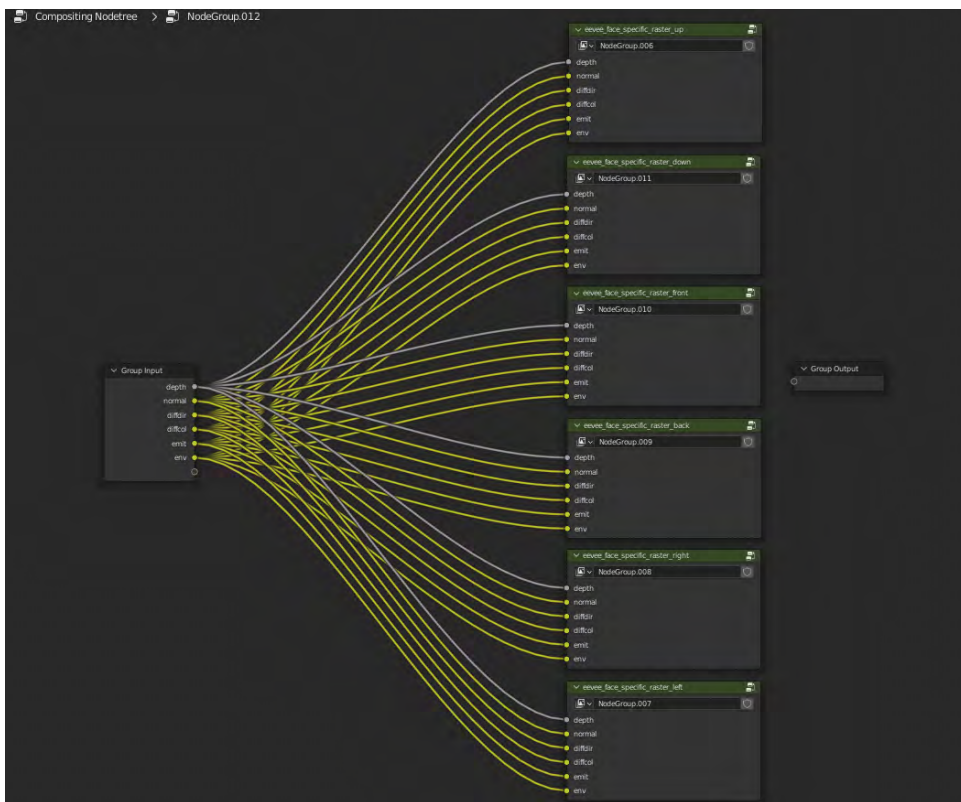 Compositing Nodetree > NodeGroup.012
eevee_face_specific_raster_up
NodeGroup.006
depth
normal
diffdir
diffcol
emit
env
eevee_face_specific_raster_down
NodeGroup.011
depth
normal
diffdir
diffcol
emit
env
eevee_face_specific_raster_front
NodeGroup.010
depth
normal
diffdir
diffcol
emit
env
Group Input
depth
normal
diffdir
diffcol
emit
env
Group Output
eevee_face_specific_raster_back
NodeGroup.009
depth
normal
diffdir
diffcol
emit
env
eevee_face_specific_raster_right
NodeGroup.008
depth
normal
diffdir
diffcol
emit
env
eevee_face_specific_raster_left
NodeGroup.007
depth
normal
diffdir
diffcol
emit
env